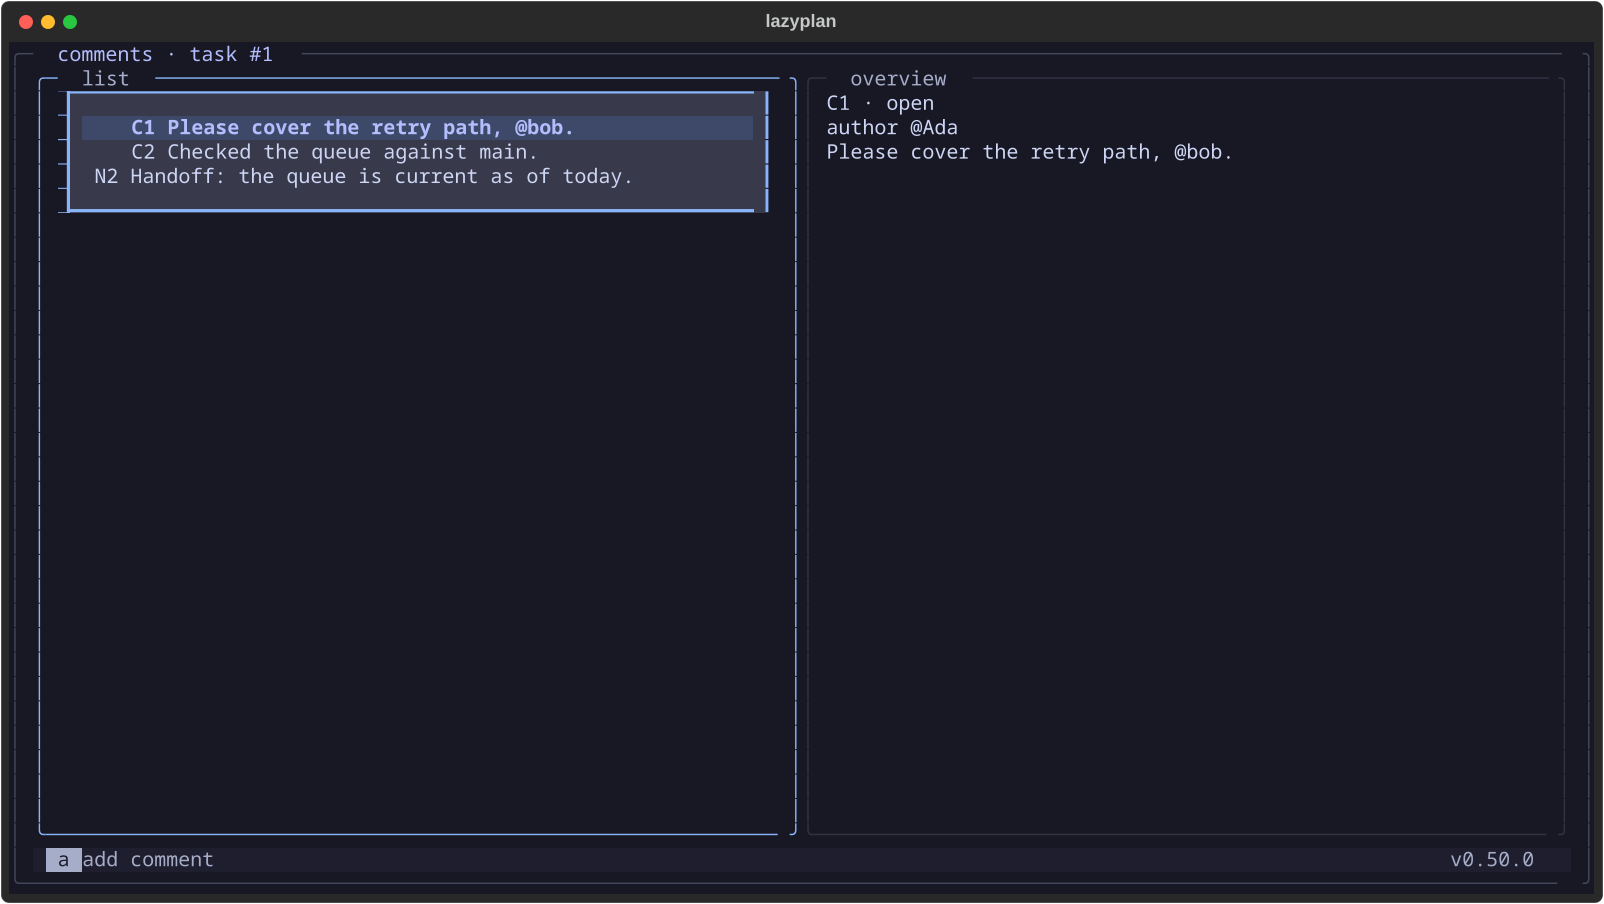 lazyplan
comments · task #1
list
C1 Please cover the retry path, @bob.
C2 Checked the queue against main.
N2 Handoff: the queue is current as of today.
overview
C1 · open
author @Ada
Please cover the retry path, @bob.
a add comment
v0.50.0